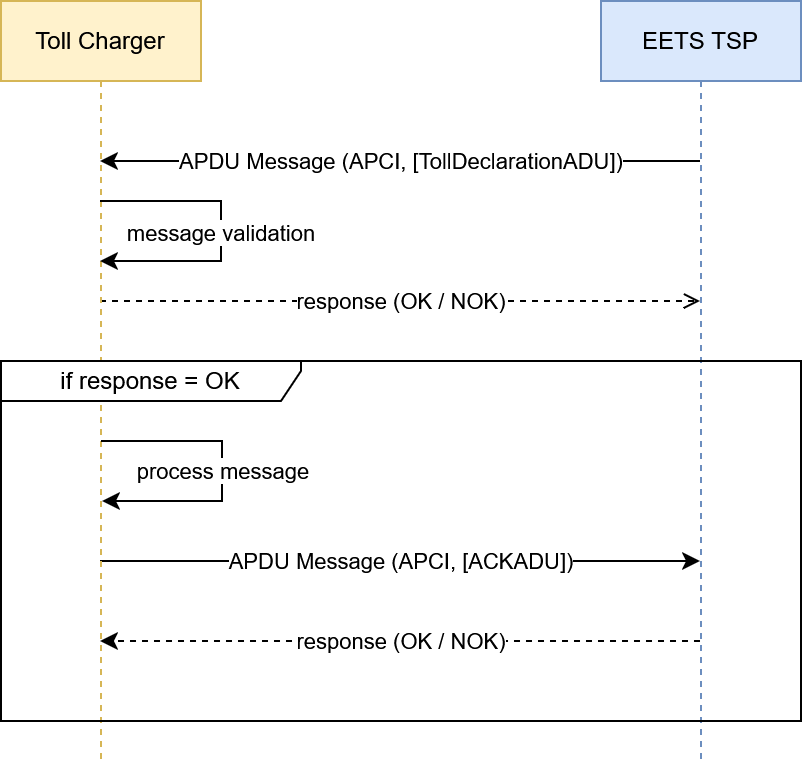 Toll Charger
EETS TSP
APDU Message (APCI, [TollDeclarationADU])
message validation
response (OK / NOK)
if response = OK
process message
APDU Message (APCI, [ACKADU])
response (OK / NOK)